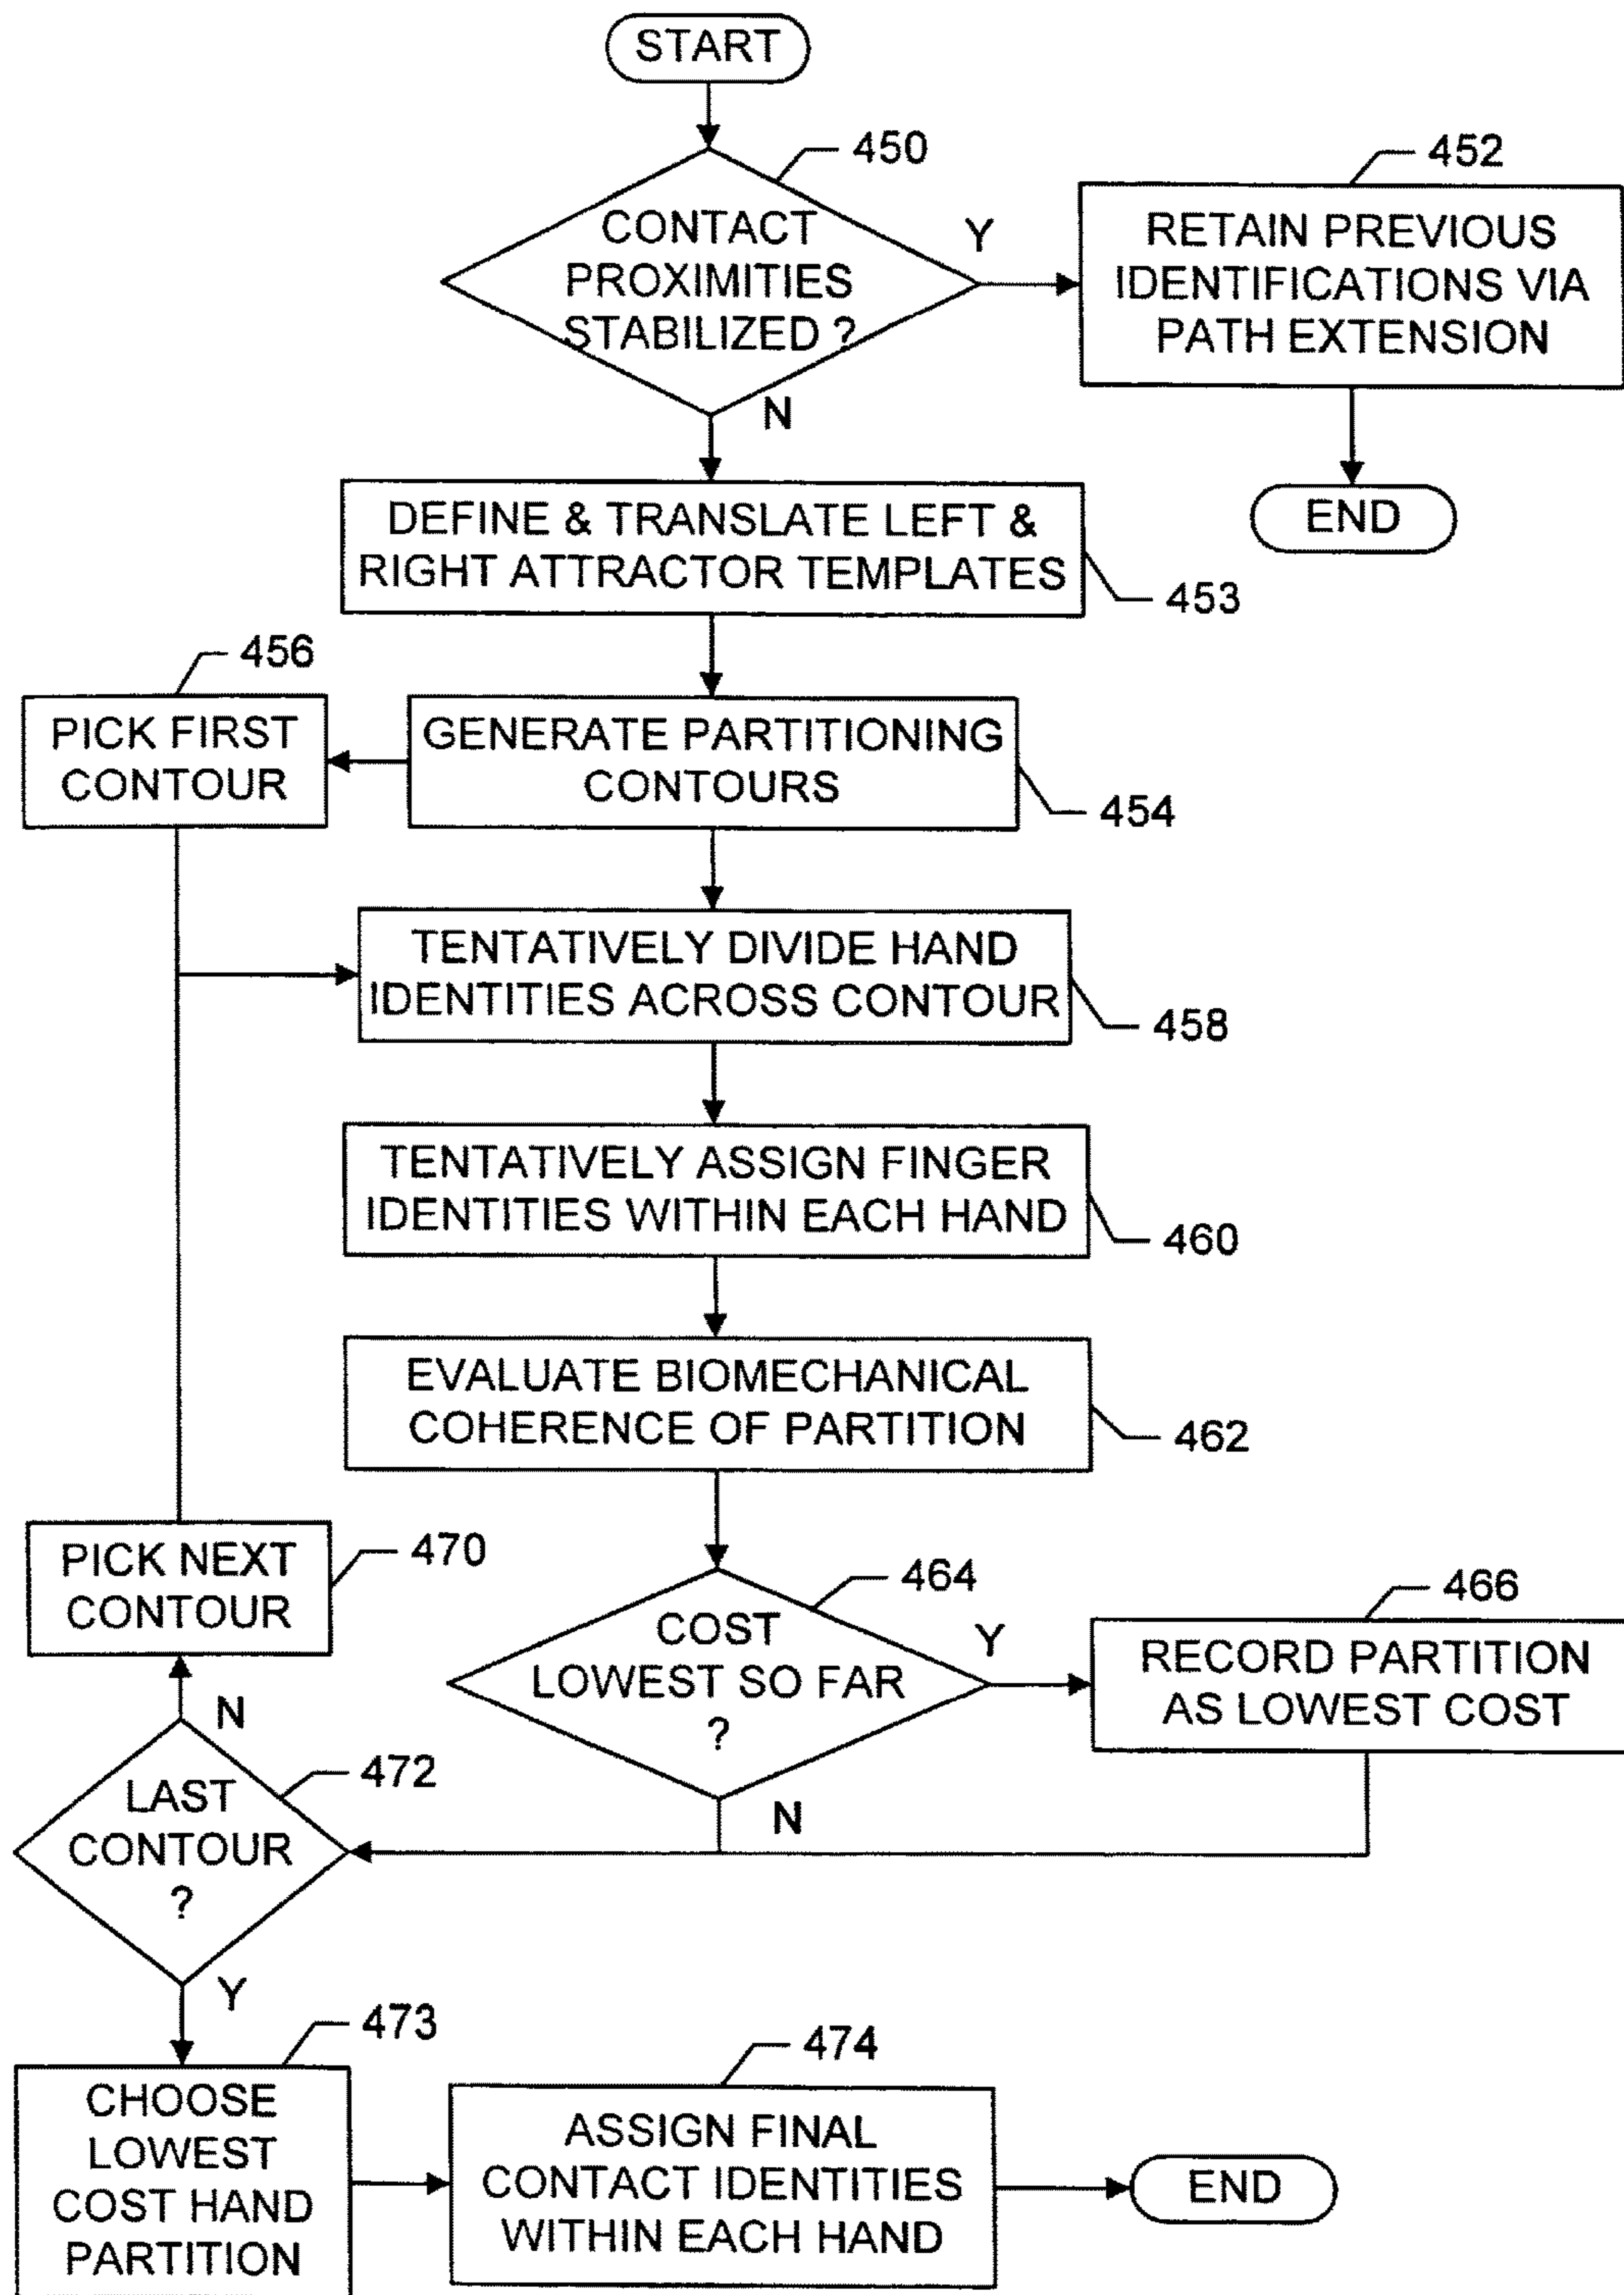 START
450
CONTACT
PROXIMITIES
STABILIZED ?
Y
N
452
RETAIN PREVIOUS
IDENTIFICATIONS VIA
PATH EXTENSION
END
DEFINE & TRANSLATE LEFT &
RIGHT ATTRACTOR TEMPLATES
453
456
PICK FIRST
CONTOUR
GENERATE PARTITIONING
CONTOURS
454
TENTATIVELY DIVIDE HAND
IDENTITIES ACROSS CONTOUR
458
TENTATIVELY ASSIGN FINGER
IDENTITIES WITHIN EACH HAND
460
EVALUATE BIOMECHANICAL
COHERENCE OF PARTITION
462
PICK NEXT
CONTOUR
470
464
COST
LOWEST SO FAR
?
Y
N
466
RECORD PARTITION
AS LOWEST COST
N
472
LAST
CONTOUR
?
Y
473
CHOOSE
LOWEST
COST HAND
PARTITION
474
ASSIGN FINAL
CONTACT IDENTITIES
WITHIN EACH HAND
END